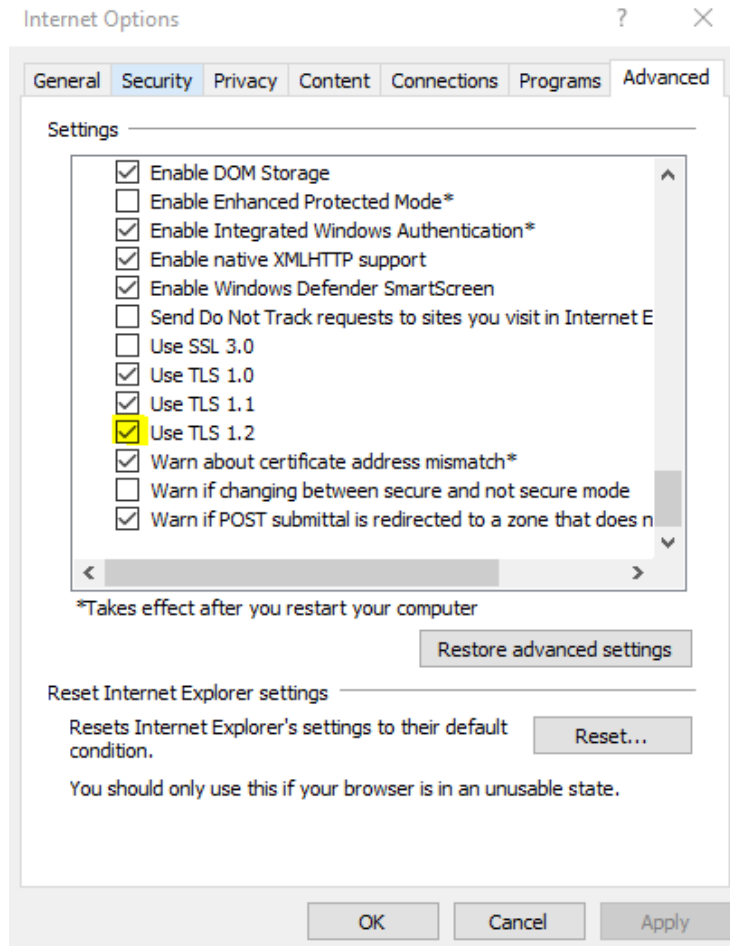 Internet Options
General Security Privacy Content Connections Programs Advanced
Settings
Enable DOM Storage
Enable Enhanced Protected Mode*
Enable Integrated Windows Authentication*
Enable native XMLHTTP support
Enable Windows Defender SmartScreen
Send Do Not Track requests to sites you visit in Internet E
Use SSL 3.0
Use TLS 1.0
Use TLS 1.1
Use TLS 1.2
Warn about certificate address mismatch*
Warn if changing between secure and not secure mode
Warn if POST submittal is redirected to a zone that does n
*Takes effect after you restart your computer
Restore advanced settings
Reset Internet Explorer settings
Resets Internet Explorer's settings to their default
condition.
Reset...
You should only use this if your browser is in an unusable state.
OK Cancel Apply